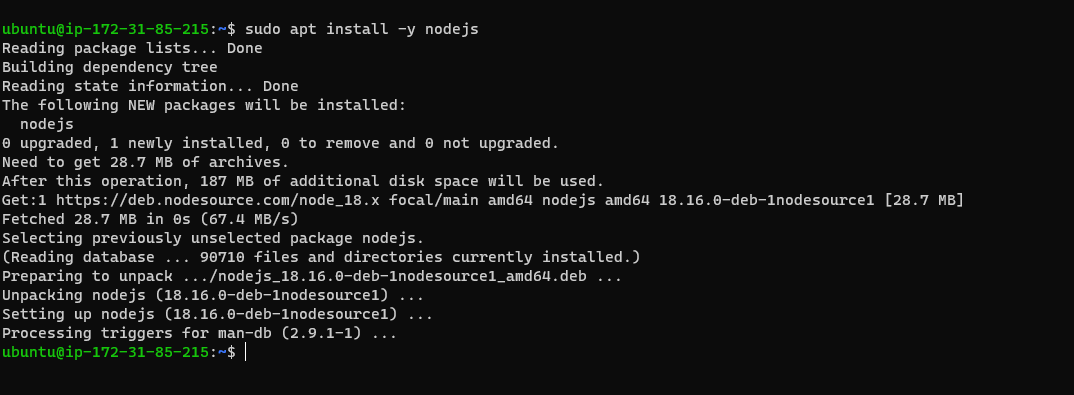 ubuntu@ip-172-31-85-215:~$ sudo apt install -y nodejs
Reading package lists... Done
Building dependency tree
Reading state information... Done
The following NEW packages will be installed:
  nodejs
0 upgraded, 1 newly installed, 0 to remove and 0 not upgraded.
Need to get 28.7 MB of archives.
After this operation, 187 MB of additional disk space will be used.
Get:1 https://deb.nodesource.com/node_18.x focal/main amd64 nodejs amd64 18.16.0-deb-1nodesource1 [28.7 MB]
Fetched 28.7 MB in 0s (67.4 MB/s)
Selecting previously unselected package nodejs.
(Reading database ... 90710 files and directories currently installed.)
Preparing to unpack .../nodejs_18.16.0-deb-1nodesource1_amd64.deb ...
Unpacking nodejs (18.16.0-deb-1nodesource1) ...
Setting up nodejs (18.16.0-deb-1nodesource1) ...
Processing triggers for man-db (2.9.1-1) ...
ubuntu@ip-172-31-85-215:~$